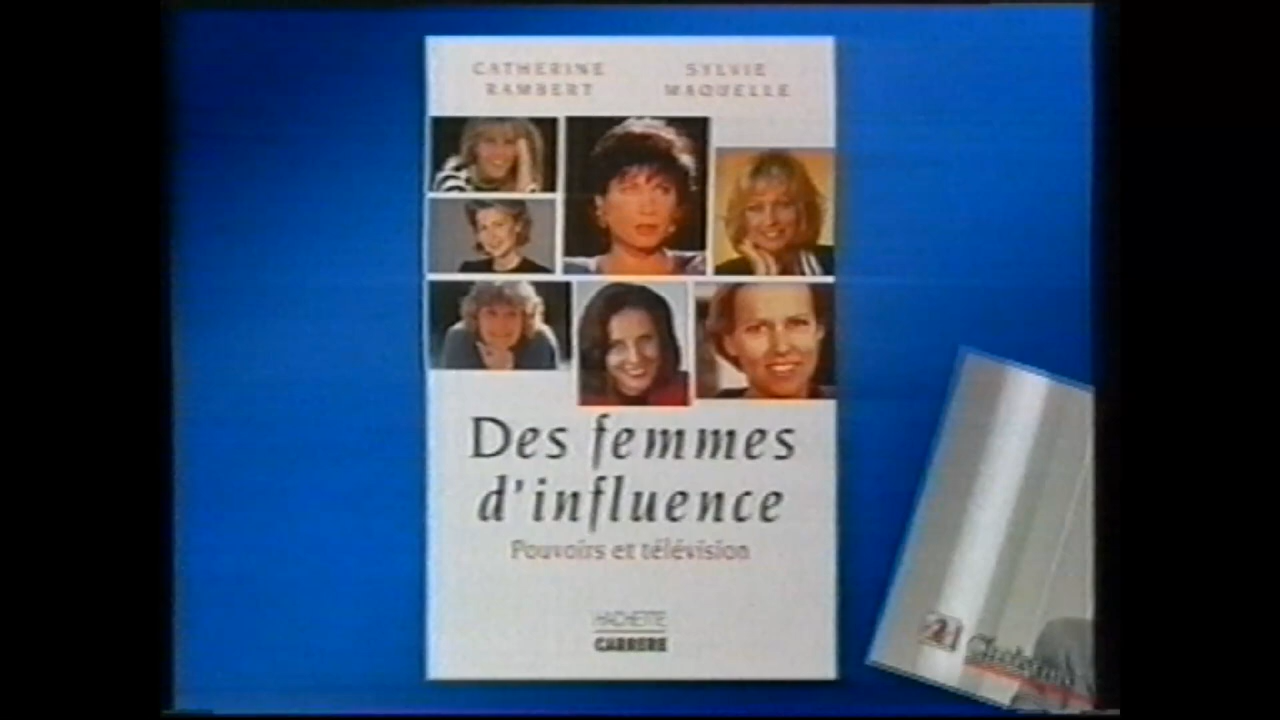 CATHERINE
RAMBERT
SYLVIE
MAQUELLE
Des femmes
d'influence
Pouvoirs et télévision
HACHETTE
CARRERE